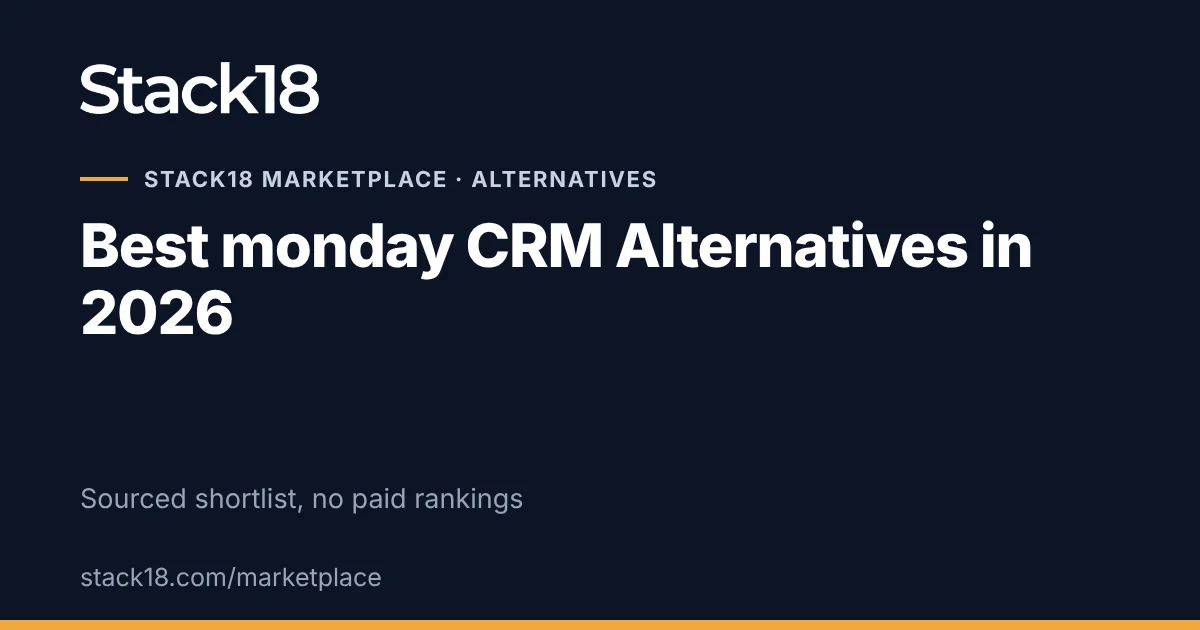 Stack18
STACK18 MARKETPLACE · ALTERNATIVES
Best monday CRM Alternatives in
2026
Sourced shortlist, no paid rankings
stack18.com/marketplace